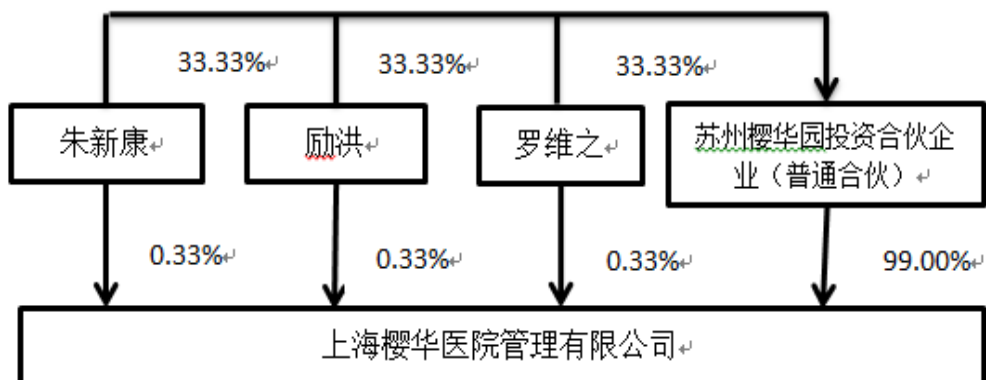 33.33% 33.33% 33.33%
朱新康 励洪 罗维之 苏州樱华园投资合伙企
业（普通合伙）
0.33% 0.33% 0.33% 99.00%
上海樱华医院管理有限公司